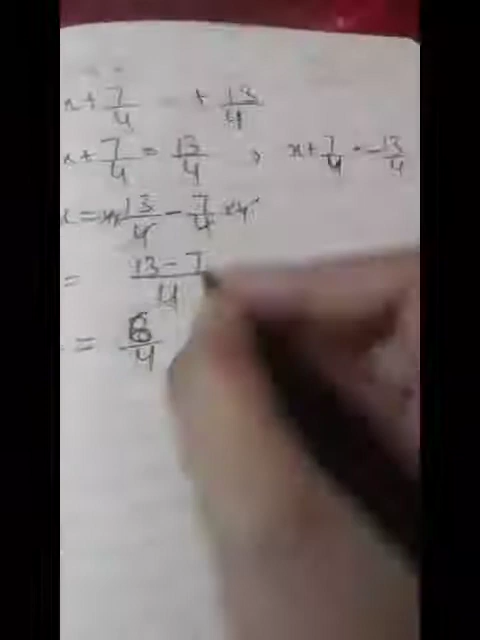 x + 7/4 = ± 13/4
x + 7/4 = 13/4 , x + 7/4 = -13/4
x = 13/4 - 7/4
= 13 - 7/4
= 6/4